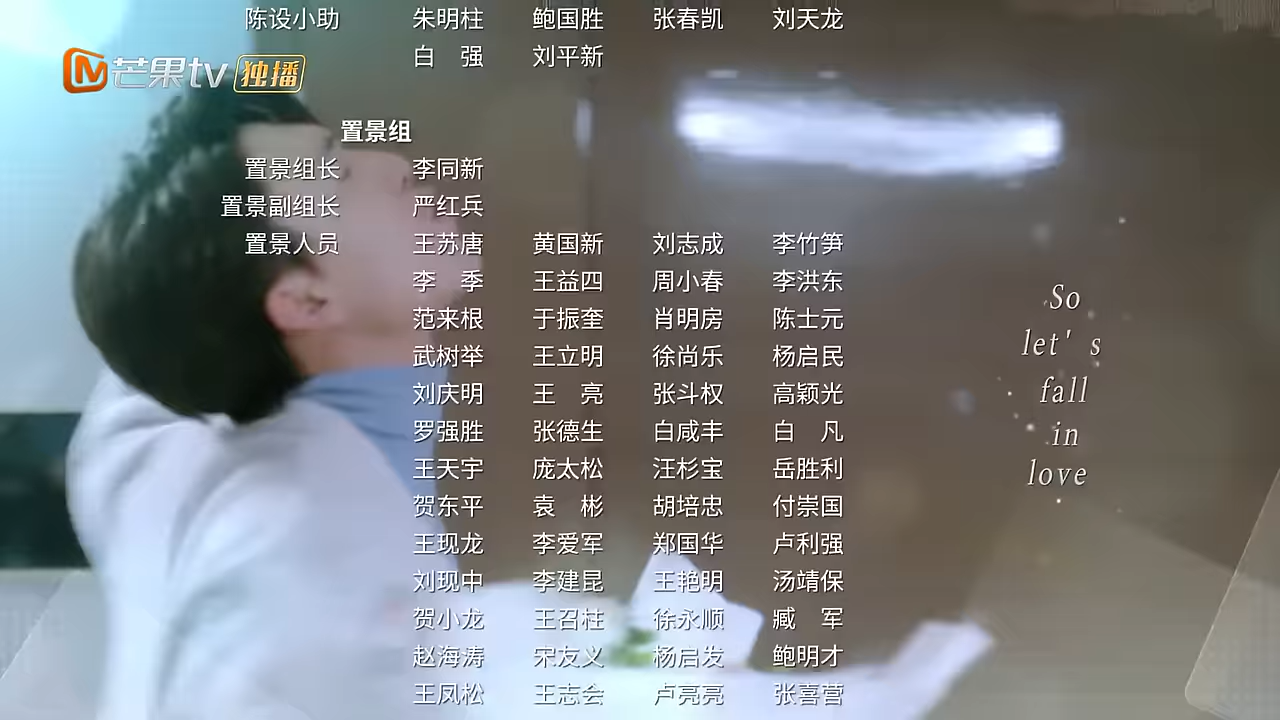 陈设小助 朱明柱 鲍国胜 张春凯 刘天龙
白 强 刘平新
芒果tv 独播
置景组
置景组长 李同新
置景副组长 严红兵
置景人员 王苏唐 黄国新 刘志成 李竹笋
李 季 王益四 周小春 李洪东
范来根 于振奎 肖明房 陈士元
武树举 王立明 徐尚乐 杨启民
刘庆明 王 亮 张斗权 高颖光
罗强胜 张德生 白咸丰 白 凡
王天宇 庞太松 汪杉宝 岳胜利
贺东平 袁 彬 胡培忠 付崇国
王现龙 李爱军 郑国华 卢利强
刘现中 李建昆 王艳明 汤靖保
贺小龙 王召柱 徐永顺 臧 军
赵海涛 宋友义 杨启发 鲍明才
王凤松 王志会 卢亮亮 张喜营
So
let's
fall
in
love